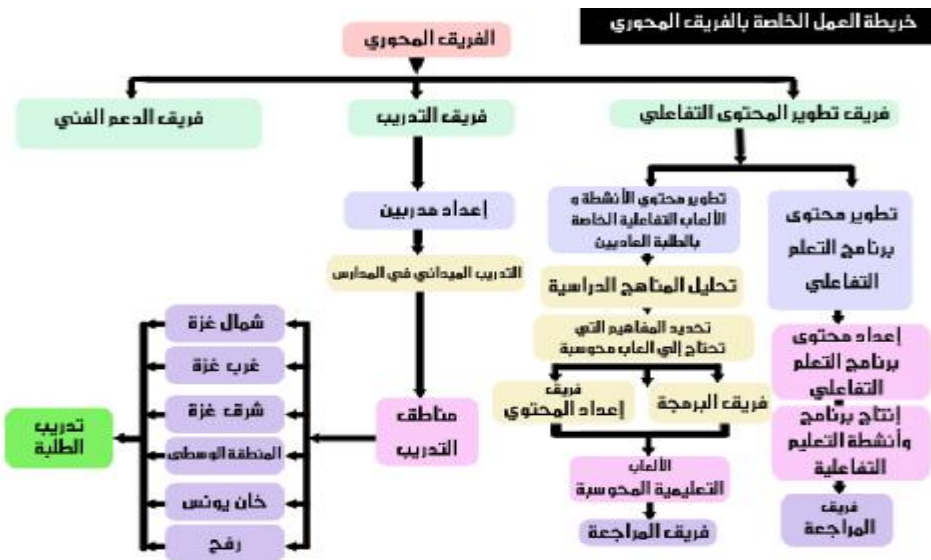 خريطة العمل الخاصة بالفريق المحوري
الفريق المحوري
فريق تطوير المحتوى التفاعلي
فريق التدريب
فريق الدعم الفني
تطوير محتوى
برنامج التعلم
التفاعلي
إعداد محتوى
برنامج التعلم
التفاعلي
إنتاج برنامج
وأنشطة التعليم
التفاعلية
فريق
المراجعة
تطوير محتوي الأنشطة و
الألعاب التفاعلية الخاصة
بالطلبة العاديين
تحليل المناهج الدراسية
تحديد المفاهيم التي
تحتاج إلي العاب محوسبة
فريق البرمجة
فريق
إعداد المحتوي
الألعاب
التعليمية المحوسبة
فريق المراجعة
إعداد مدربين
التدريب الميداني في المدارس
مناطق
التدريب
شمال غزة
غرب غزة
شرق غزة
المنطقة الوسطى
خان يونس
رفح
تدريب
الطلبة